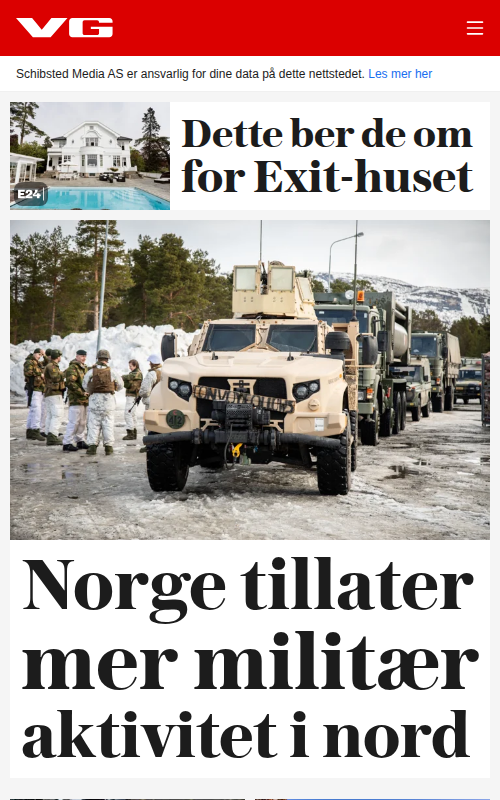 VG
Schibsted Media AS er ansvarlig for dine data på dette nettstedet. Les mer her
Dette ber de om
for Exit-huset
E24
412
Norge tillater
mer militær
aktivitet i nord